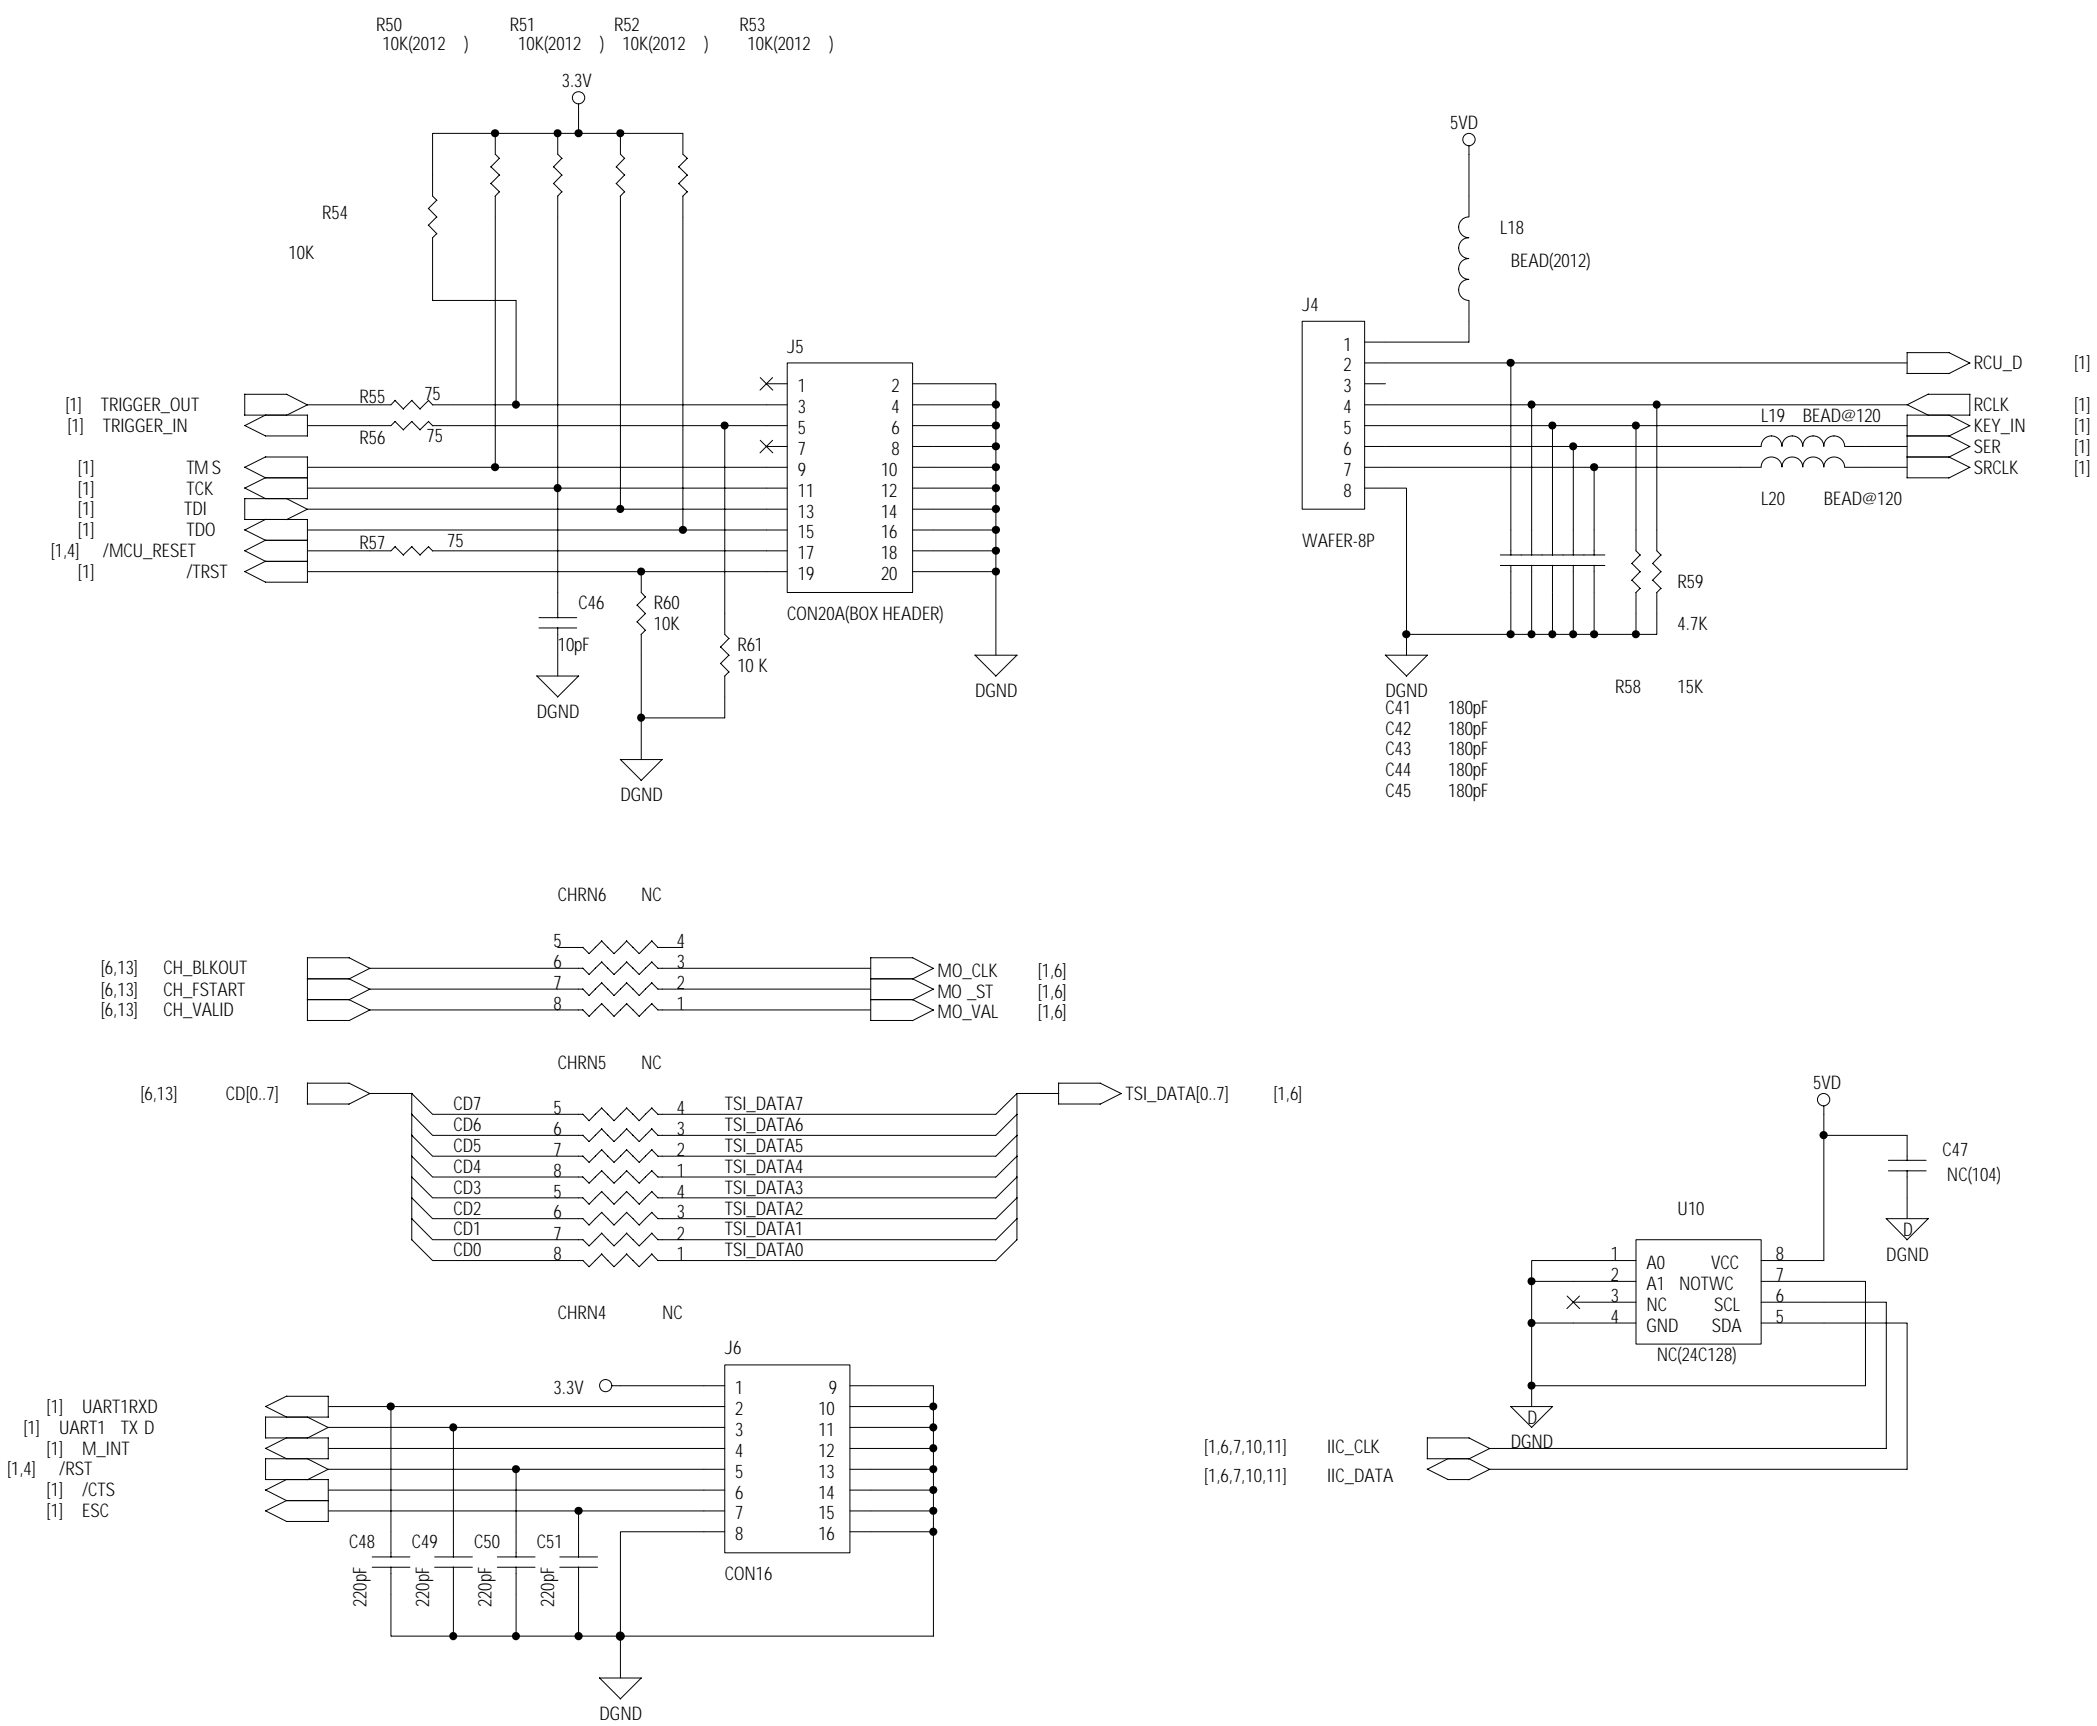 R50 R51 R52 R53
10K(2012 ) 10K(2012 ) 10K(2012 ) 10K(2012 )
3.3V
R54
10K
J5
1 2
[1] TRIGGER_OUT R55 75 3 4
[1] TRIGGER_IN R56 75 5 6
7 8
[1] TM S 9 10
[1] TCK 11 12
[1] TDI 13 14
[1] TDO 15 16
[1,4] /MCU_RESET R57 75 17 18
[1] /TRST 19 20
CON20A(BOX HEADER)
C46
10pF
DGND
R60
10K
R61
10 K
DGND
DGND
5VD
L18
BEAD(2012)
J4
1
2 RCU_D [1]
3
4 RCLK [1]
L19 BEAD@120
5 KEY_IN [1]
6 SER [1]
7 SRCLK [1]
8
L20 BEAD@120
WAFER-8P
R59
4.7K
R58 15K
DGND
C41 180pF
C42 180pF
C43 180pF
C44 180pF
C45 180pF
CHRN6 NC
5 4
[6,13] CH_BLKOUT 6 3 MO_CLK [1,6]
[6,13] CH_FSTART 7 2 MO _ST [1,6]
[6,13] CH_VALID 8 1 MO_VAL [1,6]
CHRN5 NC
[6,13] CD[0..7] TSI_DATA[0..7] [1,6]
CD7 5 4 TSI_DATA7
CD6 6 3 TSI_DATA6
CD5 7 2 TSI_DATA5
CD4 8 1 TSI_DATA4
CD3 5 4 TSI_DATA3
CD2 6 3 TSI_DATA2
CD1 7 2 TSI_DATA1
CD0 8 1 TSI_DATA0
CHRN4 NC
J6
3.3V 1 9
[1] UART1RXD 2 10
[1] UART1 TX D 3 11
[1] M_INT 4 12
[1,4] /RST 5 13
[1] /CTS 6 14
[1] ESC 7 15
8 16
CON16
C48 C49 C50 C51
220pF 220pF 220pF 220pF
DGND
5VD
C47
NC(104)
D
DGND
U10
1 A0 VCC 8
2 A1 NOTWC 7
3 NC SCL 6
4 GND SDA 5
NC(24C128)
D
DGND
[1,6,7,10,11] IIC_CLK
[1,6,7,10,11] IIC_DATA